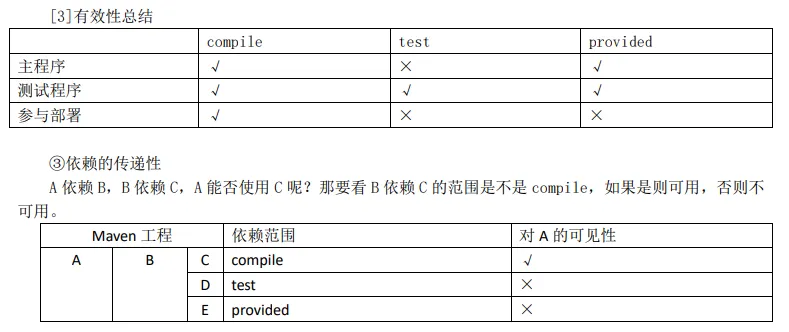 [3]有效性总结
compile test provided
主程序 √ × √
测试程序 √ √ √
参与部署 √ × ×
③依赖的传递性
A 依赖 B，B 依赖 C，A 能否使用 C 呢？那要看 B 依赖 C 的范围是不是 compile，如果是则可用，否则不
可用。
Maven 工程 依赖范围 对 A 的可见性
A B C compile √
D test ×
E provided ×